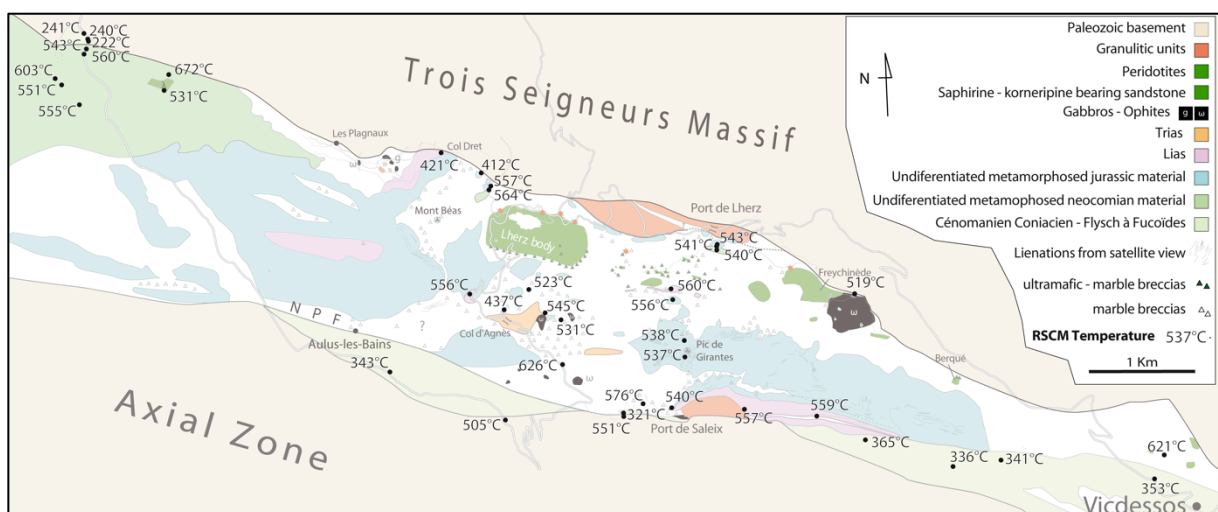 241°C
240°C
222°C
543°C
560°C
603°C
551°C
555°C
672°C
531°C
Trois Seigneurs Massif
Les Plagnaux
ω
g
Col Dret
421°C
412°C
557°C
564°C
Mont Béas
Lherz body
Port de Lherz
541°C
543°C
540°C
Freychinède
519°C
ω
556°C
523°C
437°C
545°C
ω
531°C
Col d'Agnès
560°C
556°C
538°C
537°C
Pic de
Girantes
Berqué
N P F
?
Aulus-les-Bains
343°C
626°C
ω
576°C
540°C
321°C
551°C
505°C
Port de Saleix
557°C
559°C
365°C
336°C
341°C
621°C
353°C
Vicdessos
Axial Zone
N
Paleozoic basement
Granulitic units
Peridotites
Saphirine - korneripine bearing sandstone
Gabbros - Ophites g ω
Trias
Lias
Undiferentiated metamorphosed jurassic material
Undiferentiated metamophosed neocomian material
Cénomanien Coniacien - Flysch à Fucoïdes
Lienations from satellite view
ultramafic - marble breccias
marble breccias
RSCM Temperature 537°C
1 Km